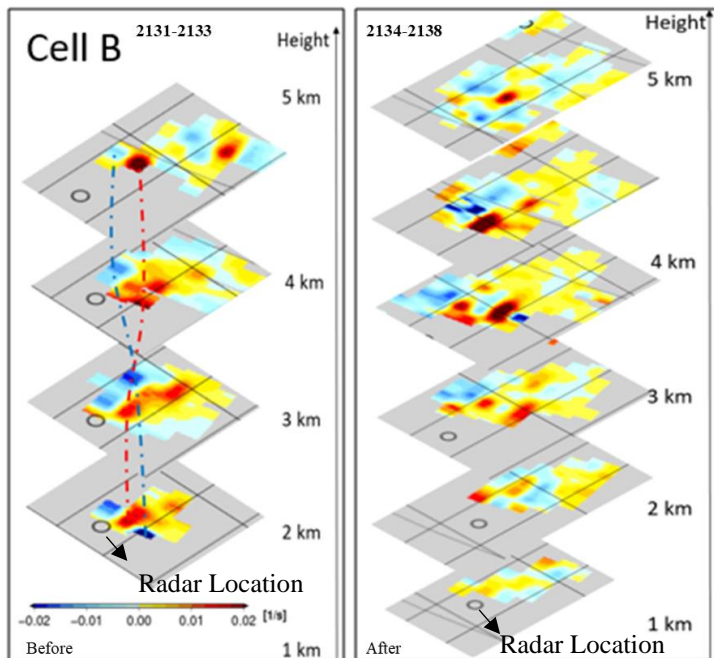 Cell B
2131-2133
Height
5 km
4 km
3 km
2 km
Radar Location
−0.02 −0.01 0.00 0.01 0.02
[1/s]
Before
1 km
2134-2138
Height
5 km
4 km
3 km
2 km
1 km
Radar Location
After